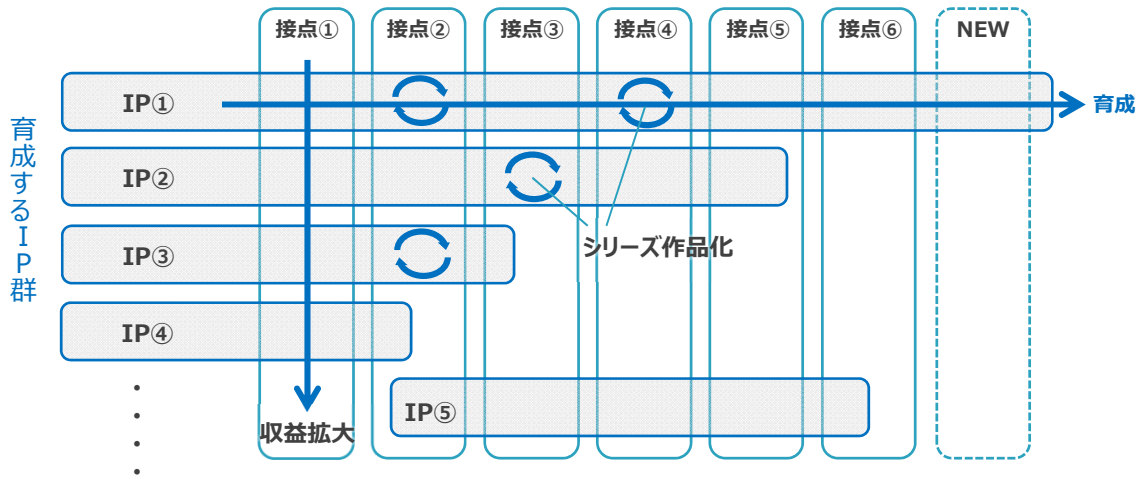 接点①
接点②
接点③
接点④
接点⑤
接点⑥
NEW
育成するIP群
IP①
育成
IP②
シリーズ作品化
IP③
IP④
IP⑤
収益拡大